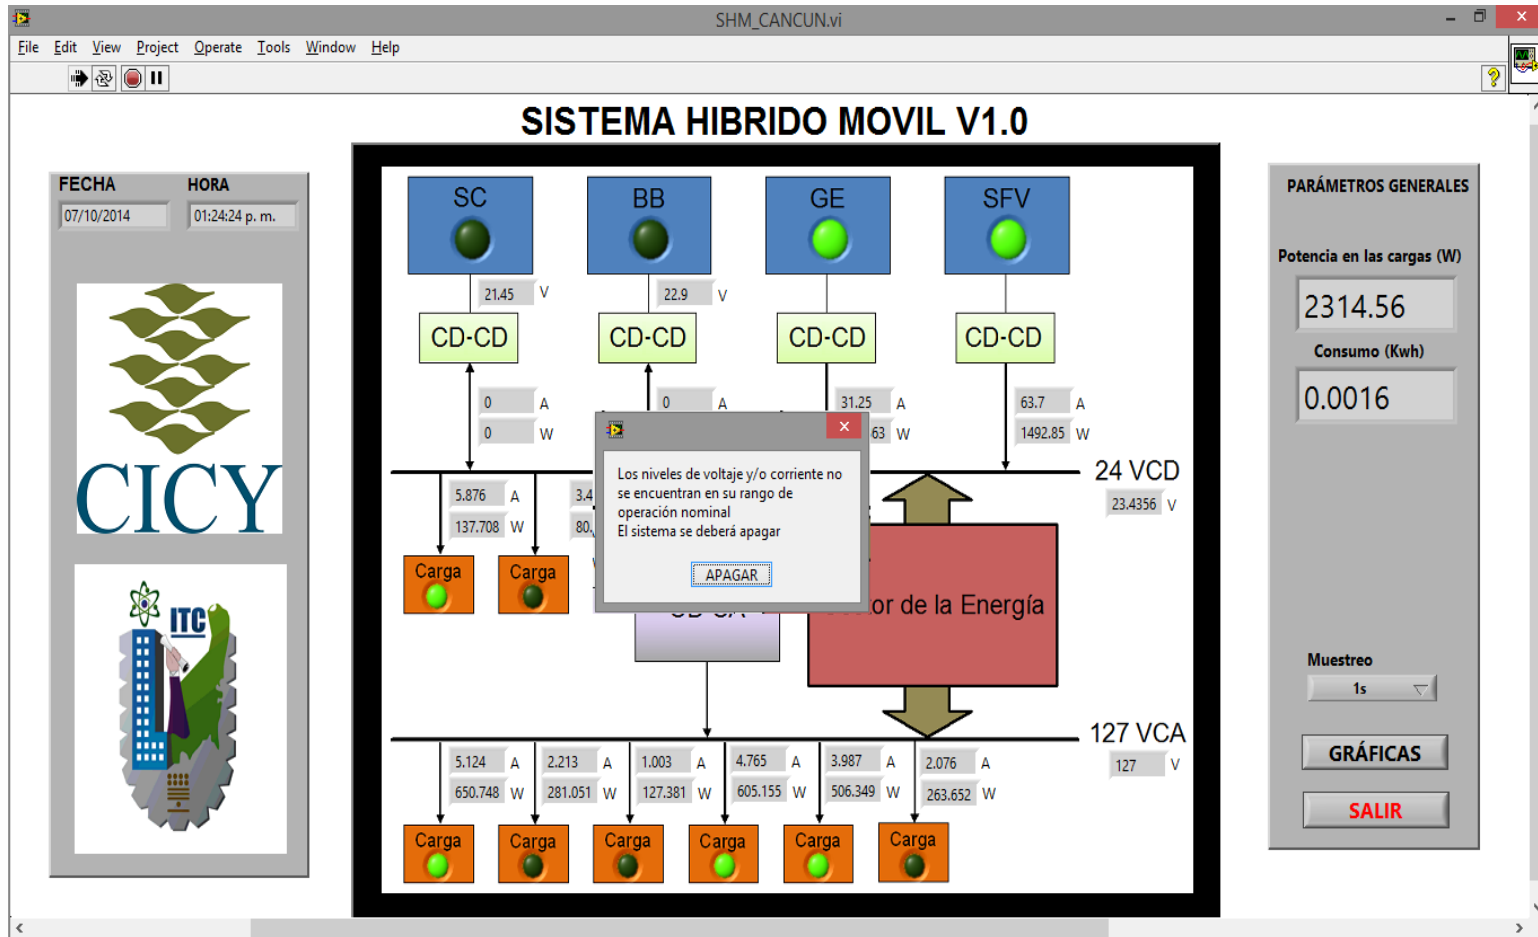 SHM_CANCUN.vi
File Edit View Project Operate Tools Window Help
SISTEMA HIBRIDO MOVIL V1.0
FECHA HORA
07/10/2014 01:24:24 p. m.
CICY
ITC
SC BB GE SFV
21.45 V 22.9 V
CD-CD CD-CD CD-CD CD-CD
0 A 0 A 31.25 A 63.7 A
0 W 63 W 1492.85 W
24 VCD
23.4356 V
5.876 A 3.4
137.708 W 80.
Carga Carga
Los niveles de voltaje y/o corriente no
se encuentran en su rango de
operación nominal
El sistema se deberá apagar
APAGAR
de la Energía
127 VCA
127 V
5.124 A 2.213 A 1.003 A 4.765 A 3.987 A 2.076 A
650.748 W 281.051 W 127.381 W 605.155 W 506.349 W 263.652 W
Carga Carga Carga Carga Carga Carga
PARÁMETROS GENERALES
Potencia en las cargas (W)
2314.56
Consumo (Kwh)
0.0016
Muestreo
1s
GRÁFICAS
SALIR